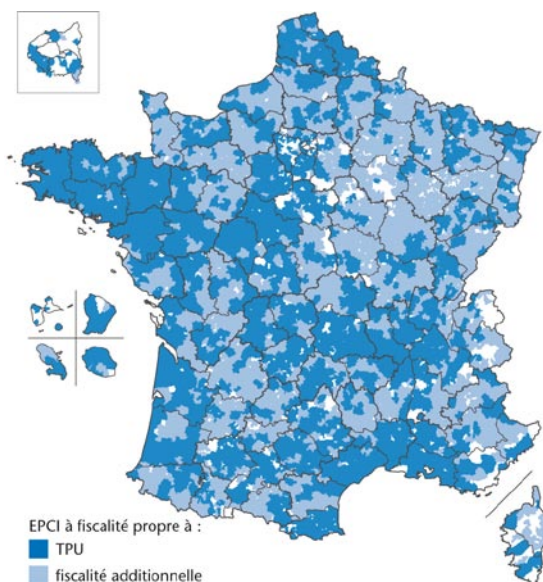 EPCI à fiscalité propre à :
TPU
fiscalité additionnelle